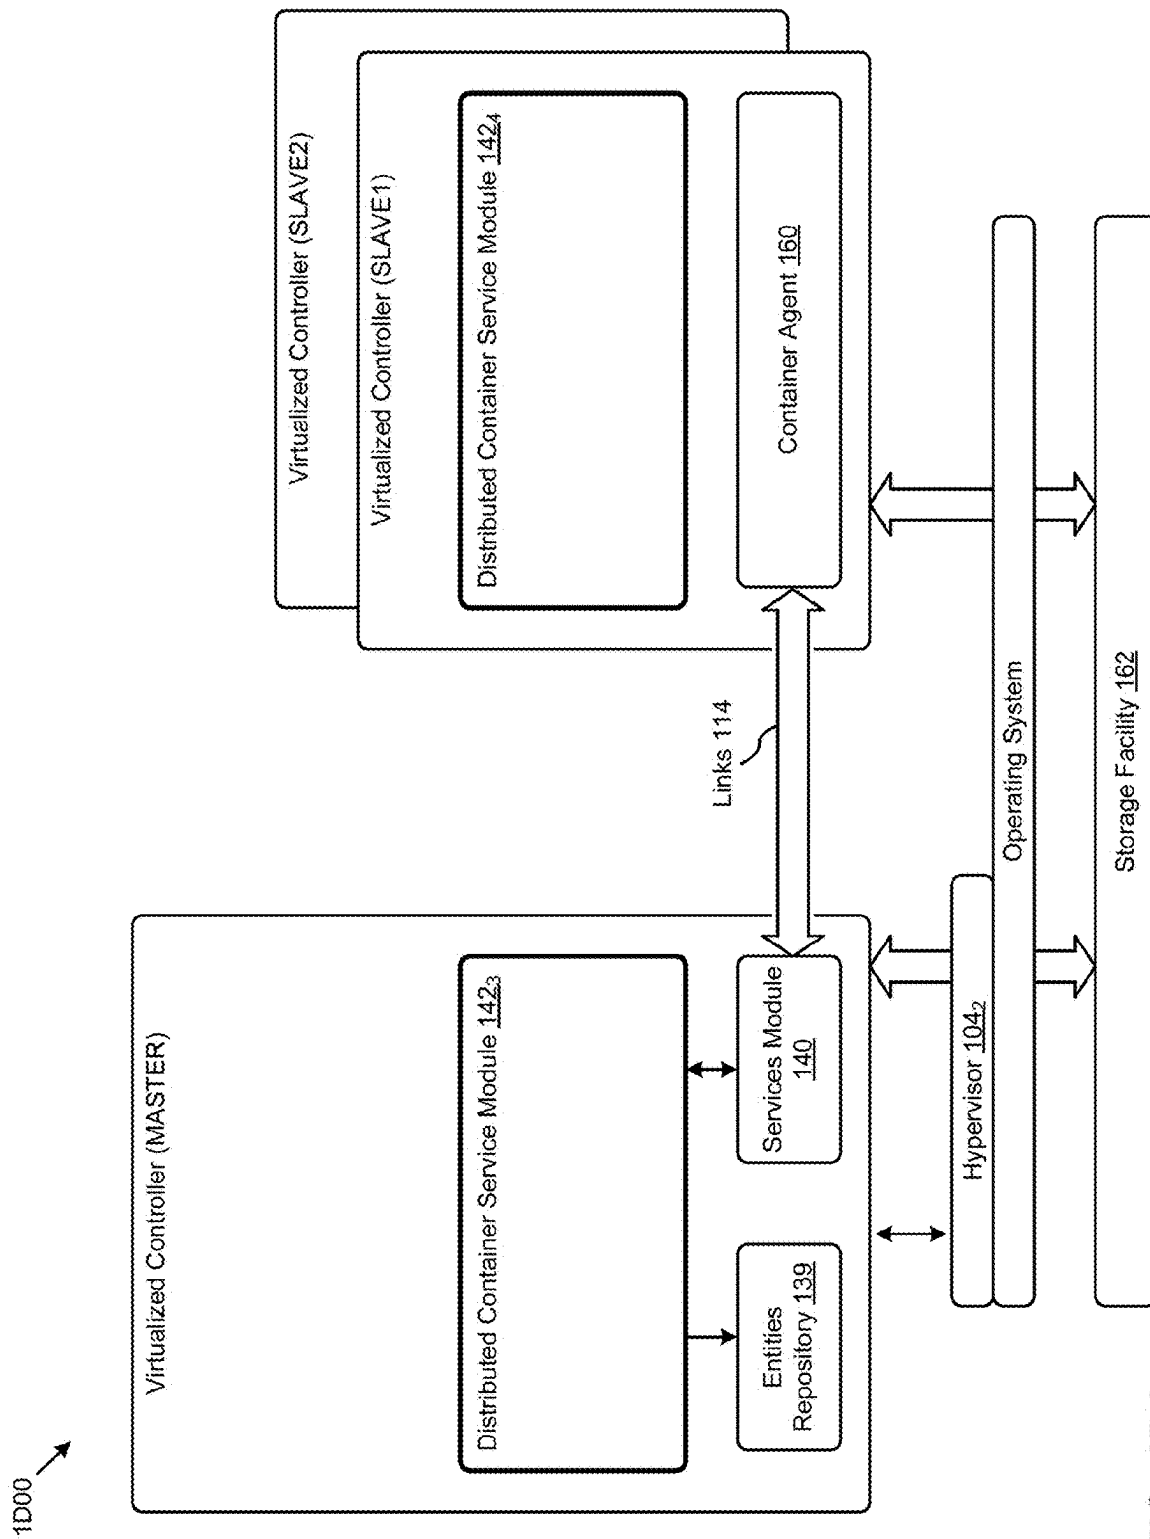 1D00
Virtualized Controller (MASTER)
Distributed Container Service Module 142₃
Entities
Repository 139
Services Module
140
Links 114
Virtualized Controller (SLAVE2)
Virtualized Controller (SLAVE1)
Distributed Container Service Module 142₄
Container Agent 160
Hypervisor 104₂
Operating System
Storage Facility 162